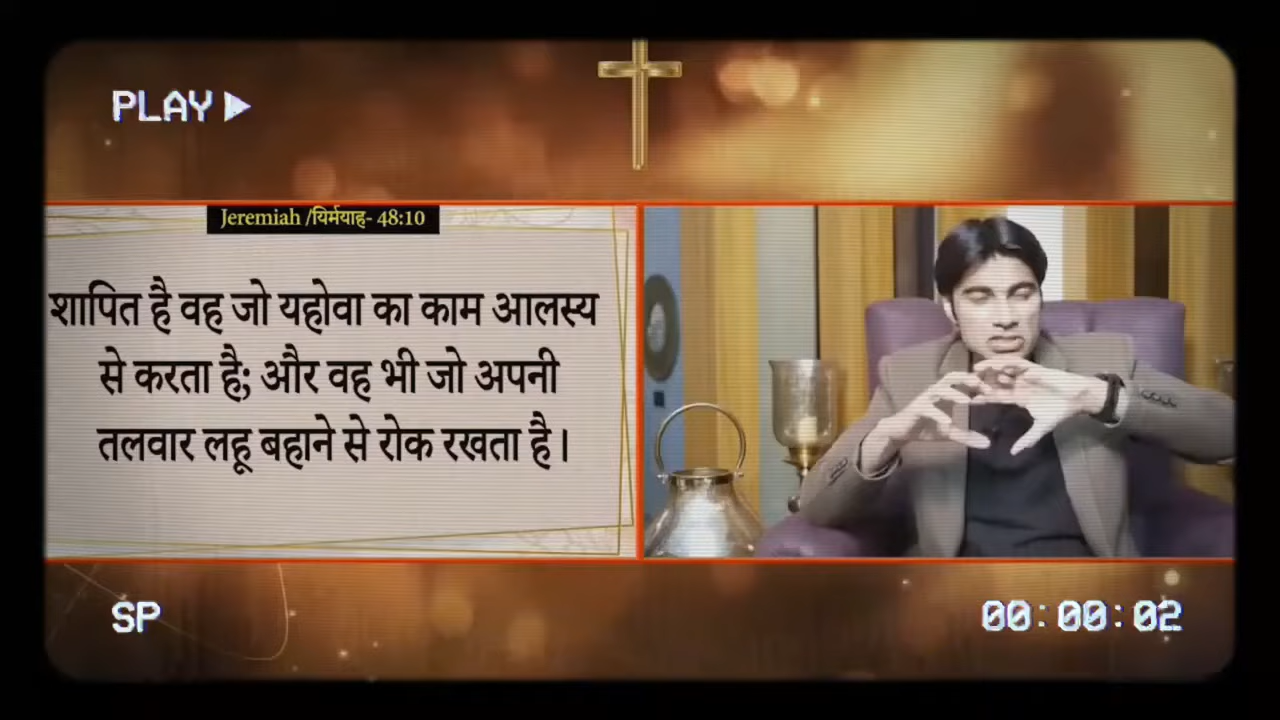 PLAY
Jeremiah /यिर्मयाह- 48:10
शापित है वह जो यहोवा का काम आलस्य
से करता है; और वह भी जो अपनी
तलवार लहू बहाने से रोक रखता है।
SP
00:00:02